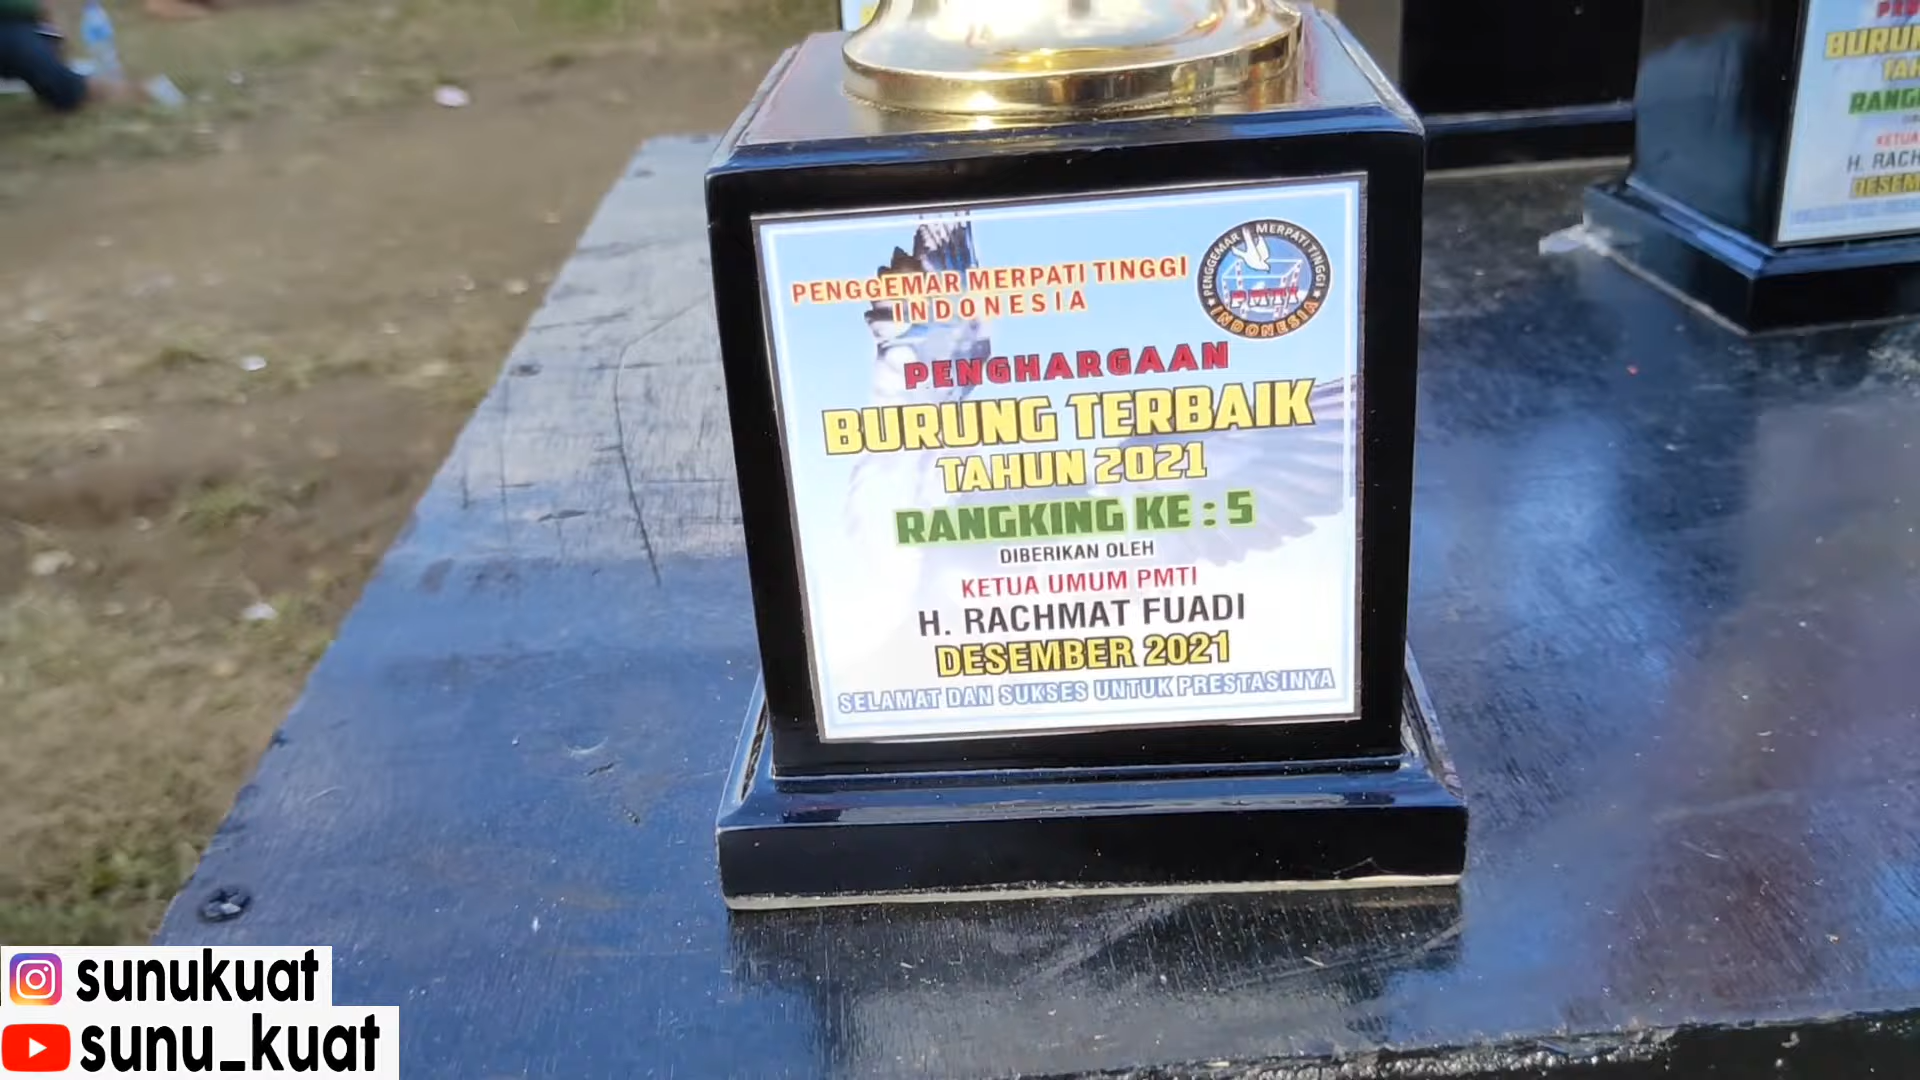 PENGGEMAR MERPATI TINGGI
INDONESIA
PENGGEMAR MERPATI TINGGI
PMTI
INDONESIA
PENGHARGAAN
BURUNG TERBAIK
TAHUN 2021
RANGKING KE : 5
DIBERIKAN OLEH
KETUA UMUM PMTI
H. RACHMAT FUADI
DESEMBER 2021
SELAMAT DAN SUKSES UNTUK PRESTASINYA
sunukuat
sunu_kuat